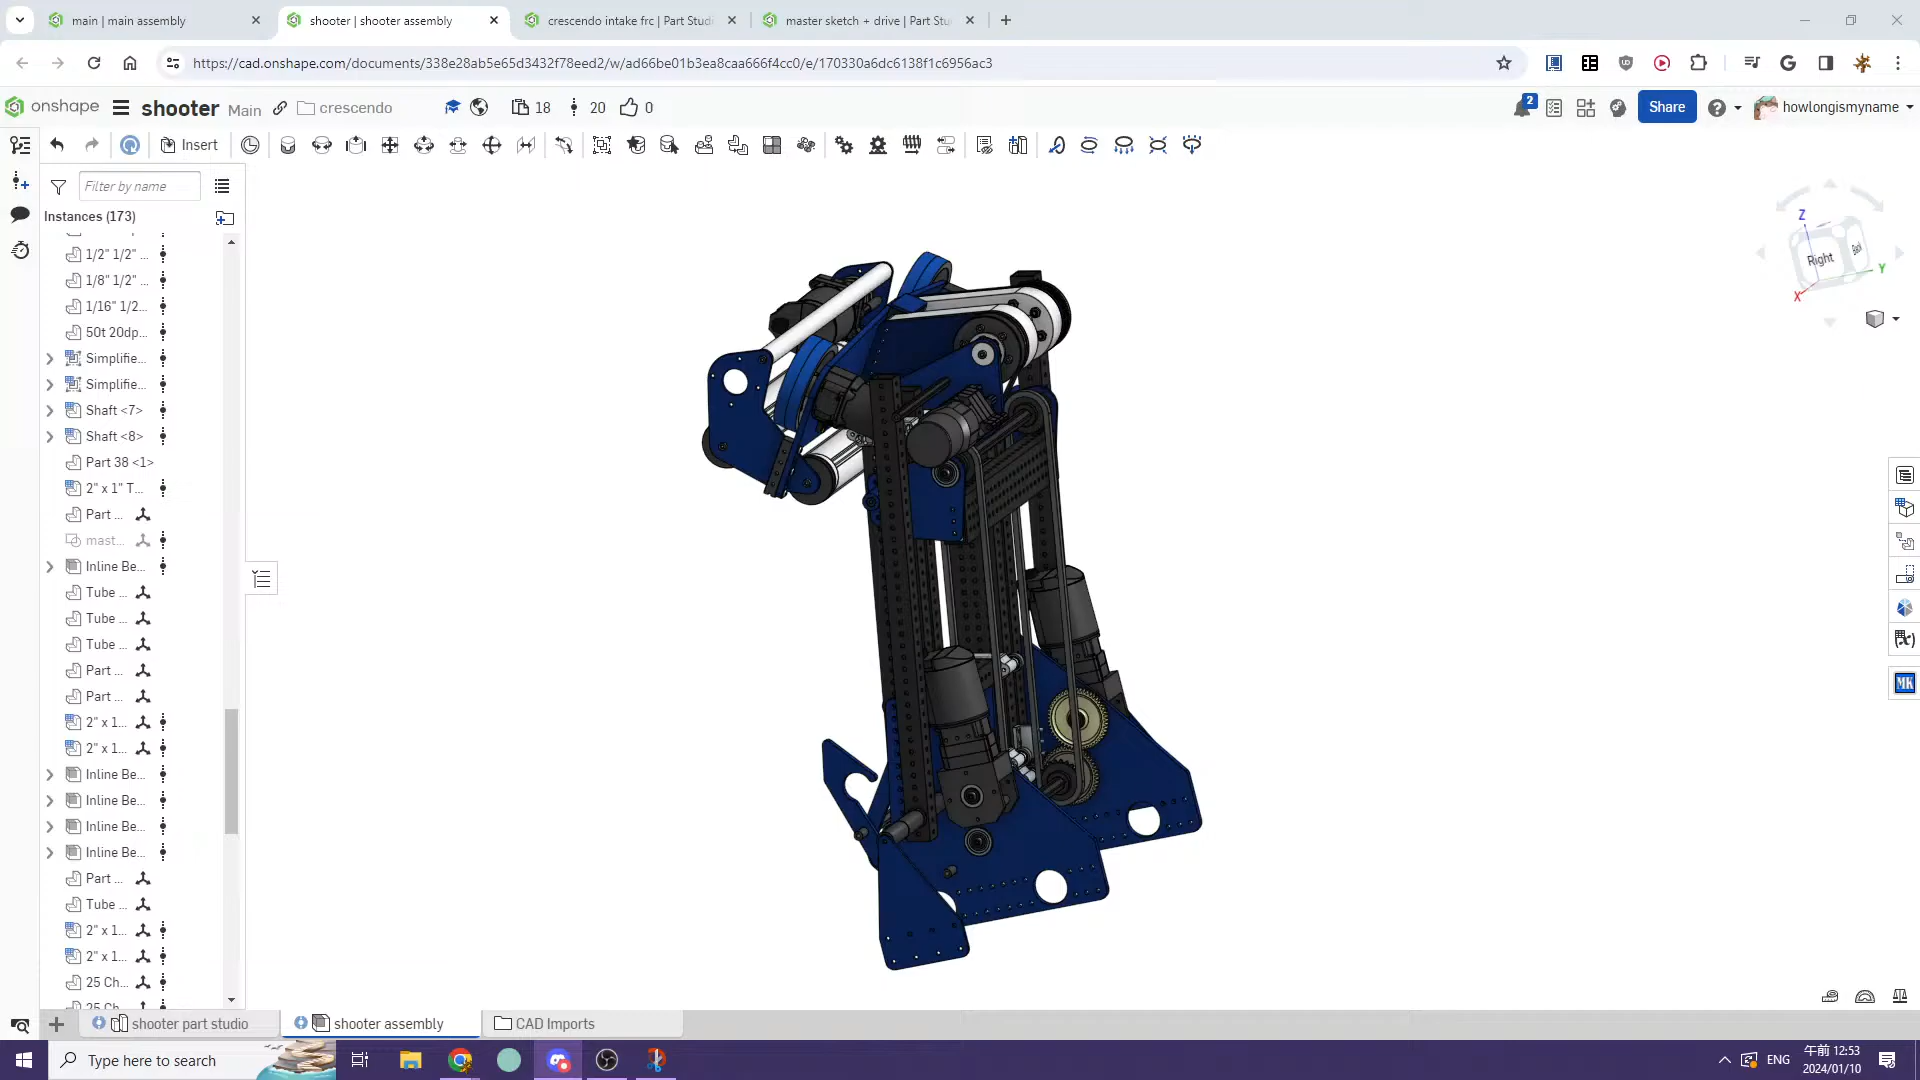 main | main assembly
shooter | shooter assembly
crescendo intake frc | Part Studi
master sketch + drive | Part Stu
https://cad.onshape.com/documents/338e28ab5e65d3432f78eed2/w/ad66be01b3ea8caa666f4cc0/e/170330a6dc6138f1c6956ac3
onshape
shooter Main
crescendo
18
20
0
2
Share
howlongismyname
Insert
Filter by name
Instances (173)
1/2" 1/2" ...
1/8" 1/2" ...
1/16" 1/2...
50t 20dp...
Simplifie...
Simplifie...
Shaft <7>
Shaft <8>
Part 38 <1>
2" x 1" T...
Part ...
mast...
Inline Be...
Tube ...
Tube ...
Tube ...
Part ...
Part ...
2" x 1...
2" x 1...
Inline Be...
Inline Be...
Inline Be...
Inline Be...
Part ...
Tube ...
2" x 1...
2" x 1...
25 Ch...
25 Ch...
Z
Right
Back
Y
X
MK
shooter part studio
shooter assembly
CAD Imports
Type here to search
ENG
午前 12:53
2024/01/10